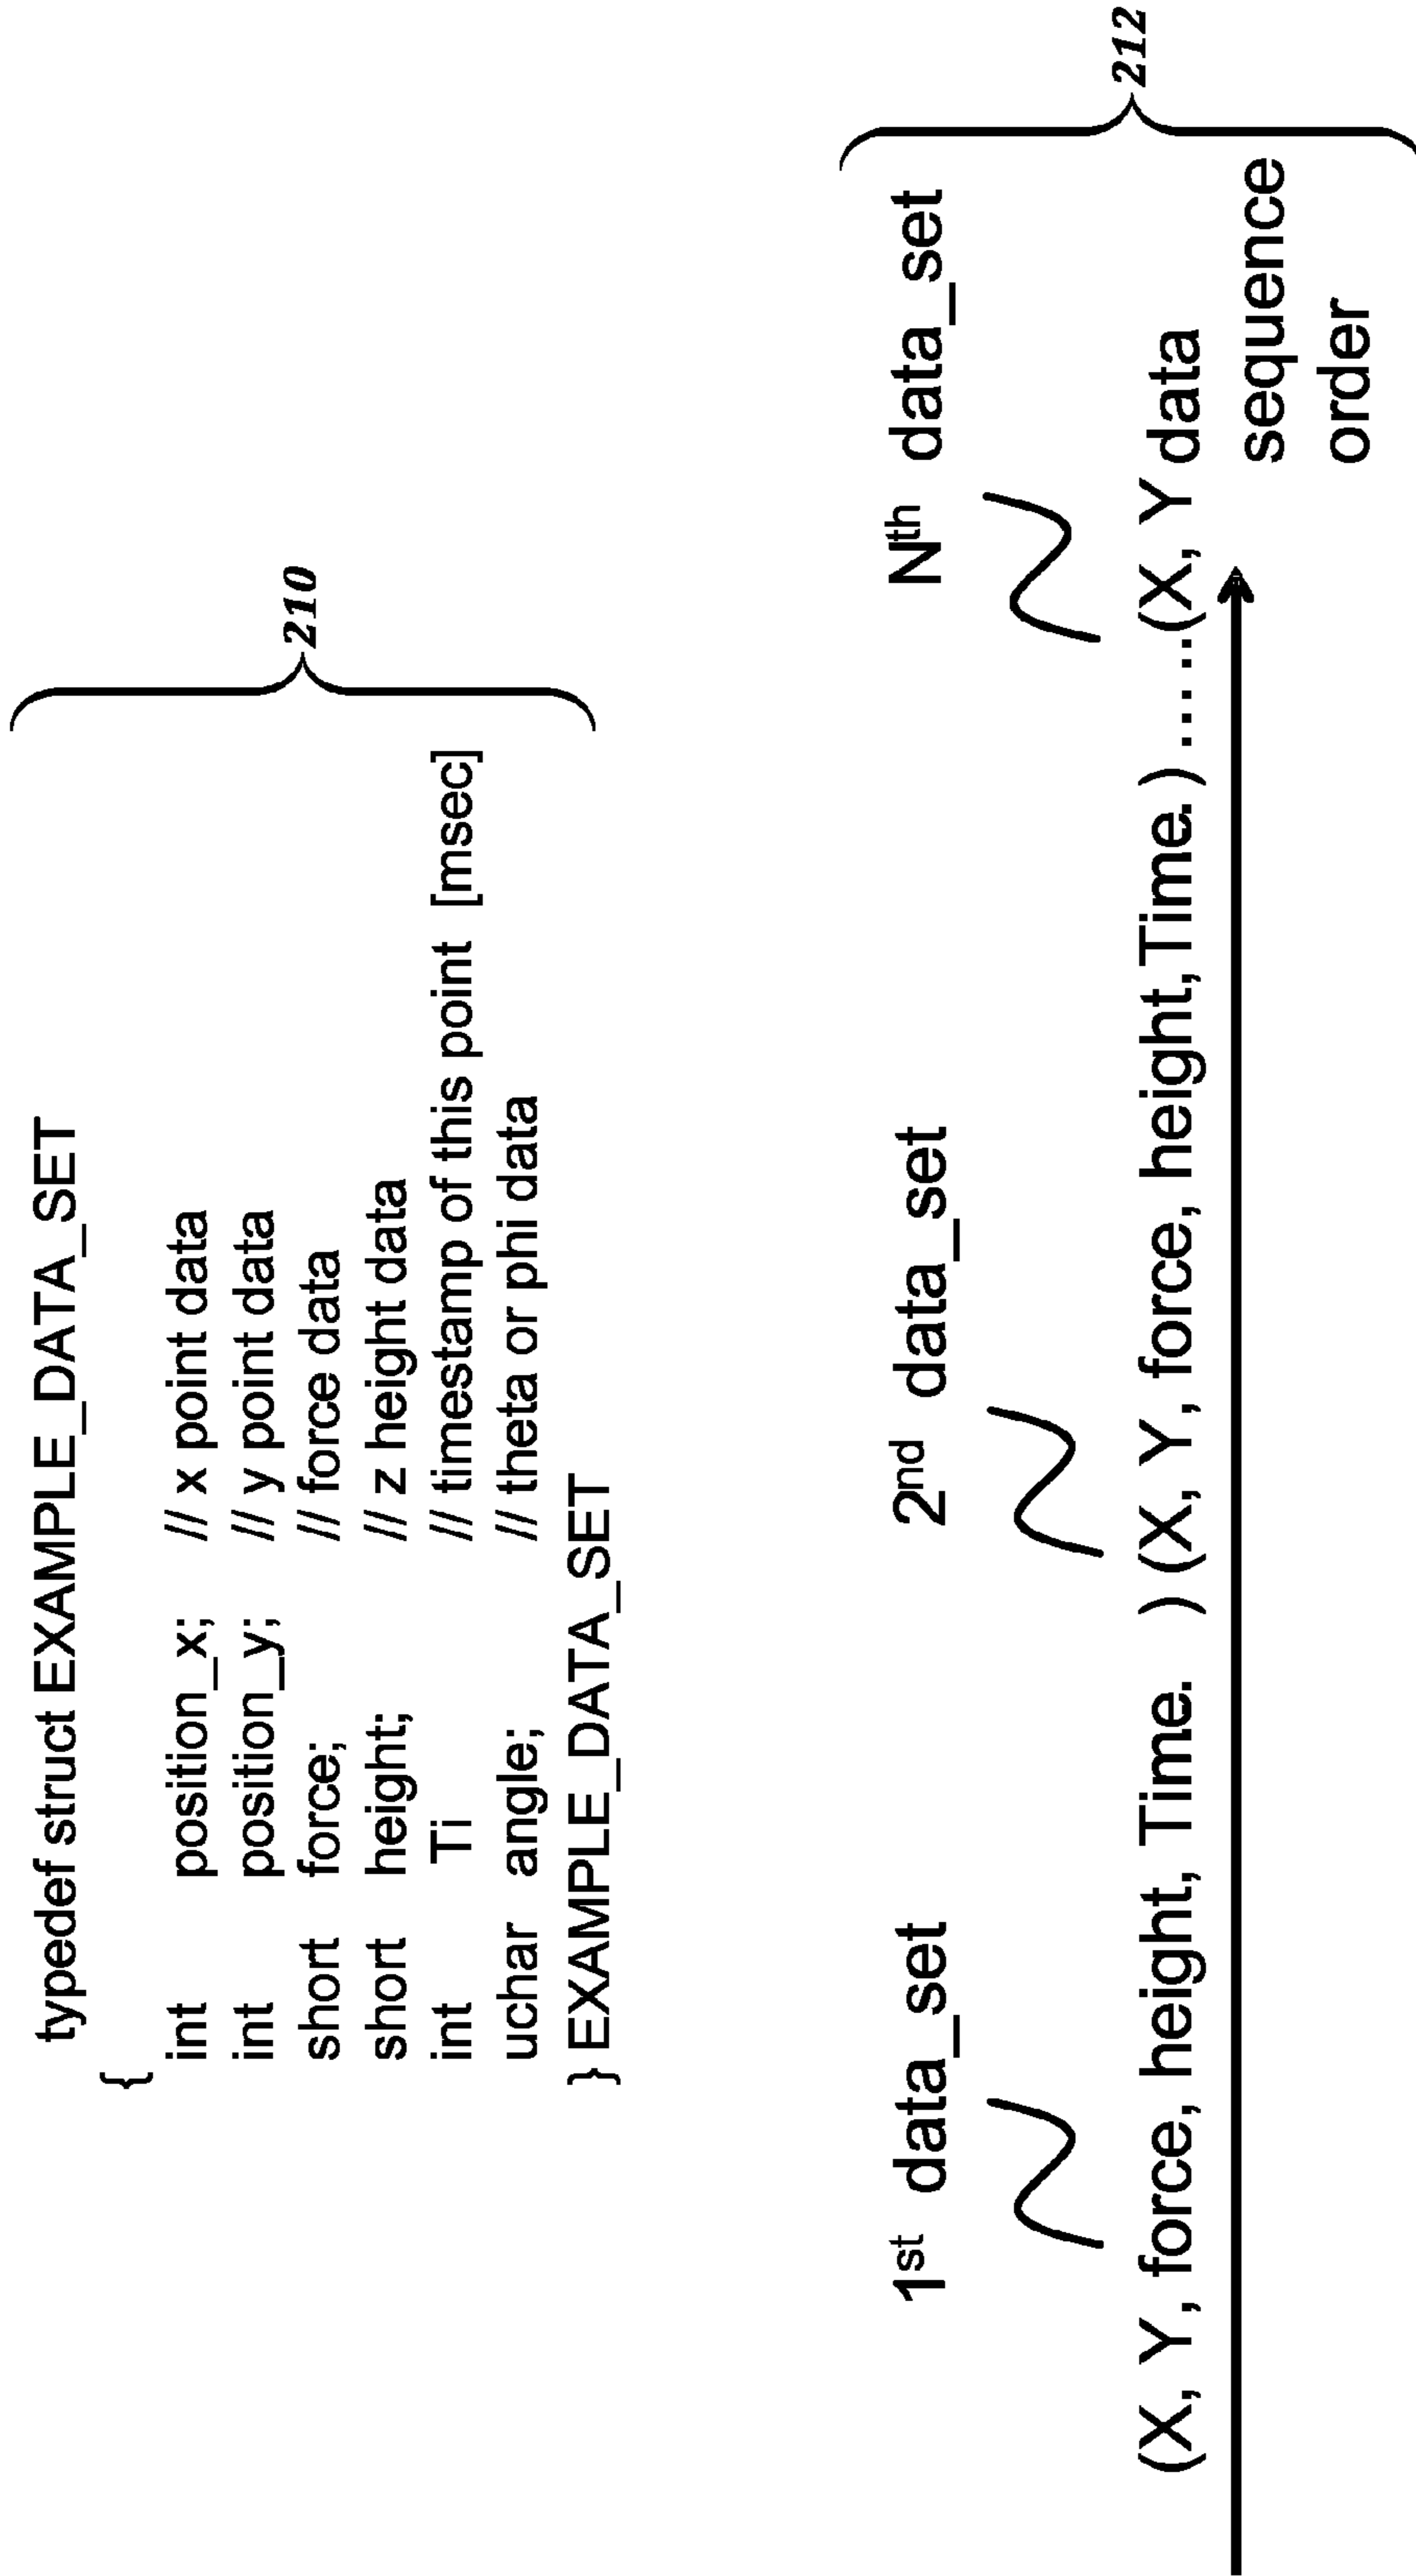 typedef struct EXAMPLE_DATA_SET
{
int position_x; // x point data
int position_y; // y point data
short force; // force data
short height; // z height data
int Ti // timestamp of this point [msec]
uchar angle; // theta or phi data
} EXAMPLE_DATA_SET
210
1st data_set 2nd data_set Nth data_set
(X, Y, force, height, Time. ) (X, Y, force, height, Time. ) ..... (X, Y data
sequence
order
212